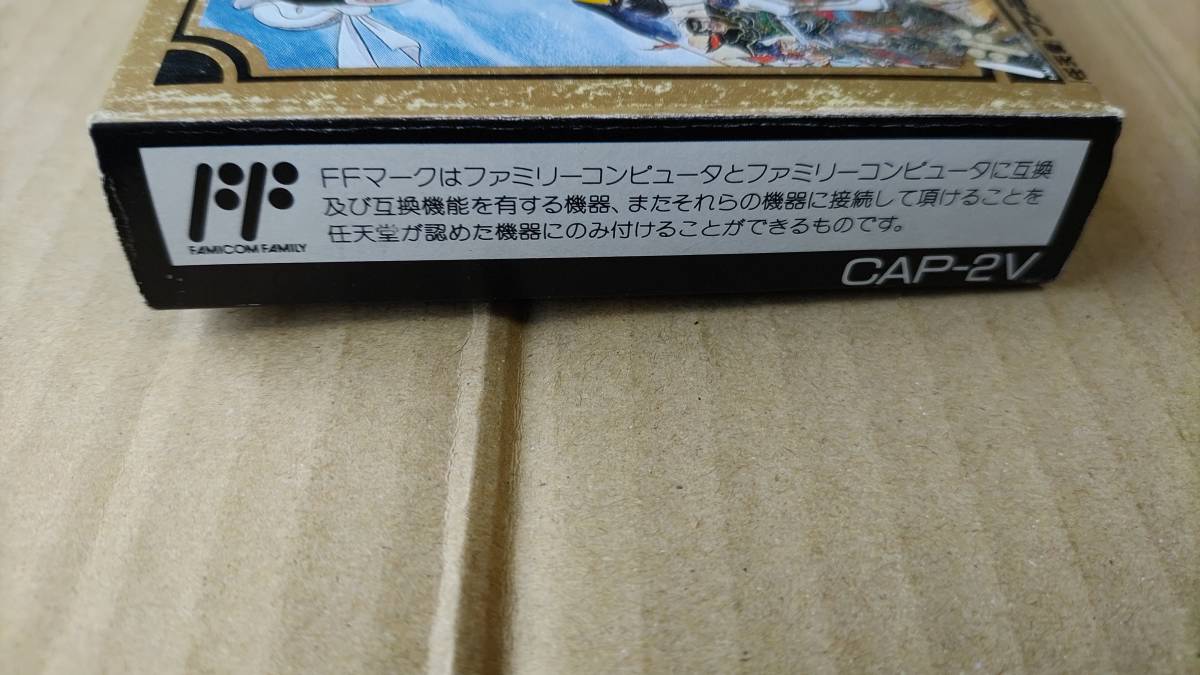 FFマークはファミリーコンピュータとファミリーコンピュータに互換
及び互換機能を有する機器、またそれらの機器に接続して頂けることを
任天堂が認めた機器にのみ付けることができるものです。
FAMICOM FAMILY
CAP-2V